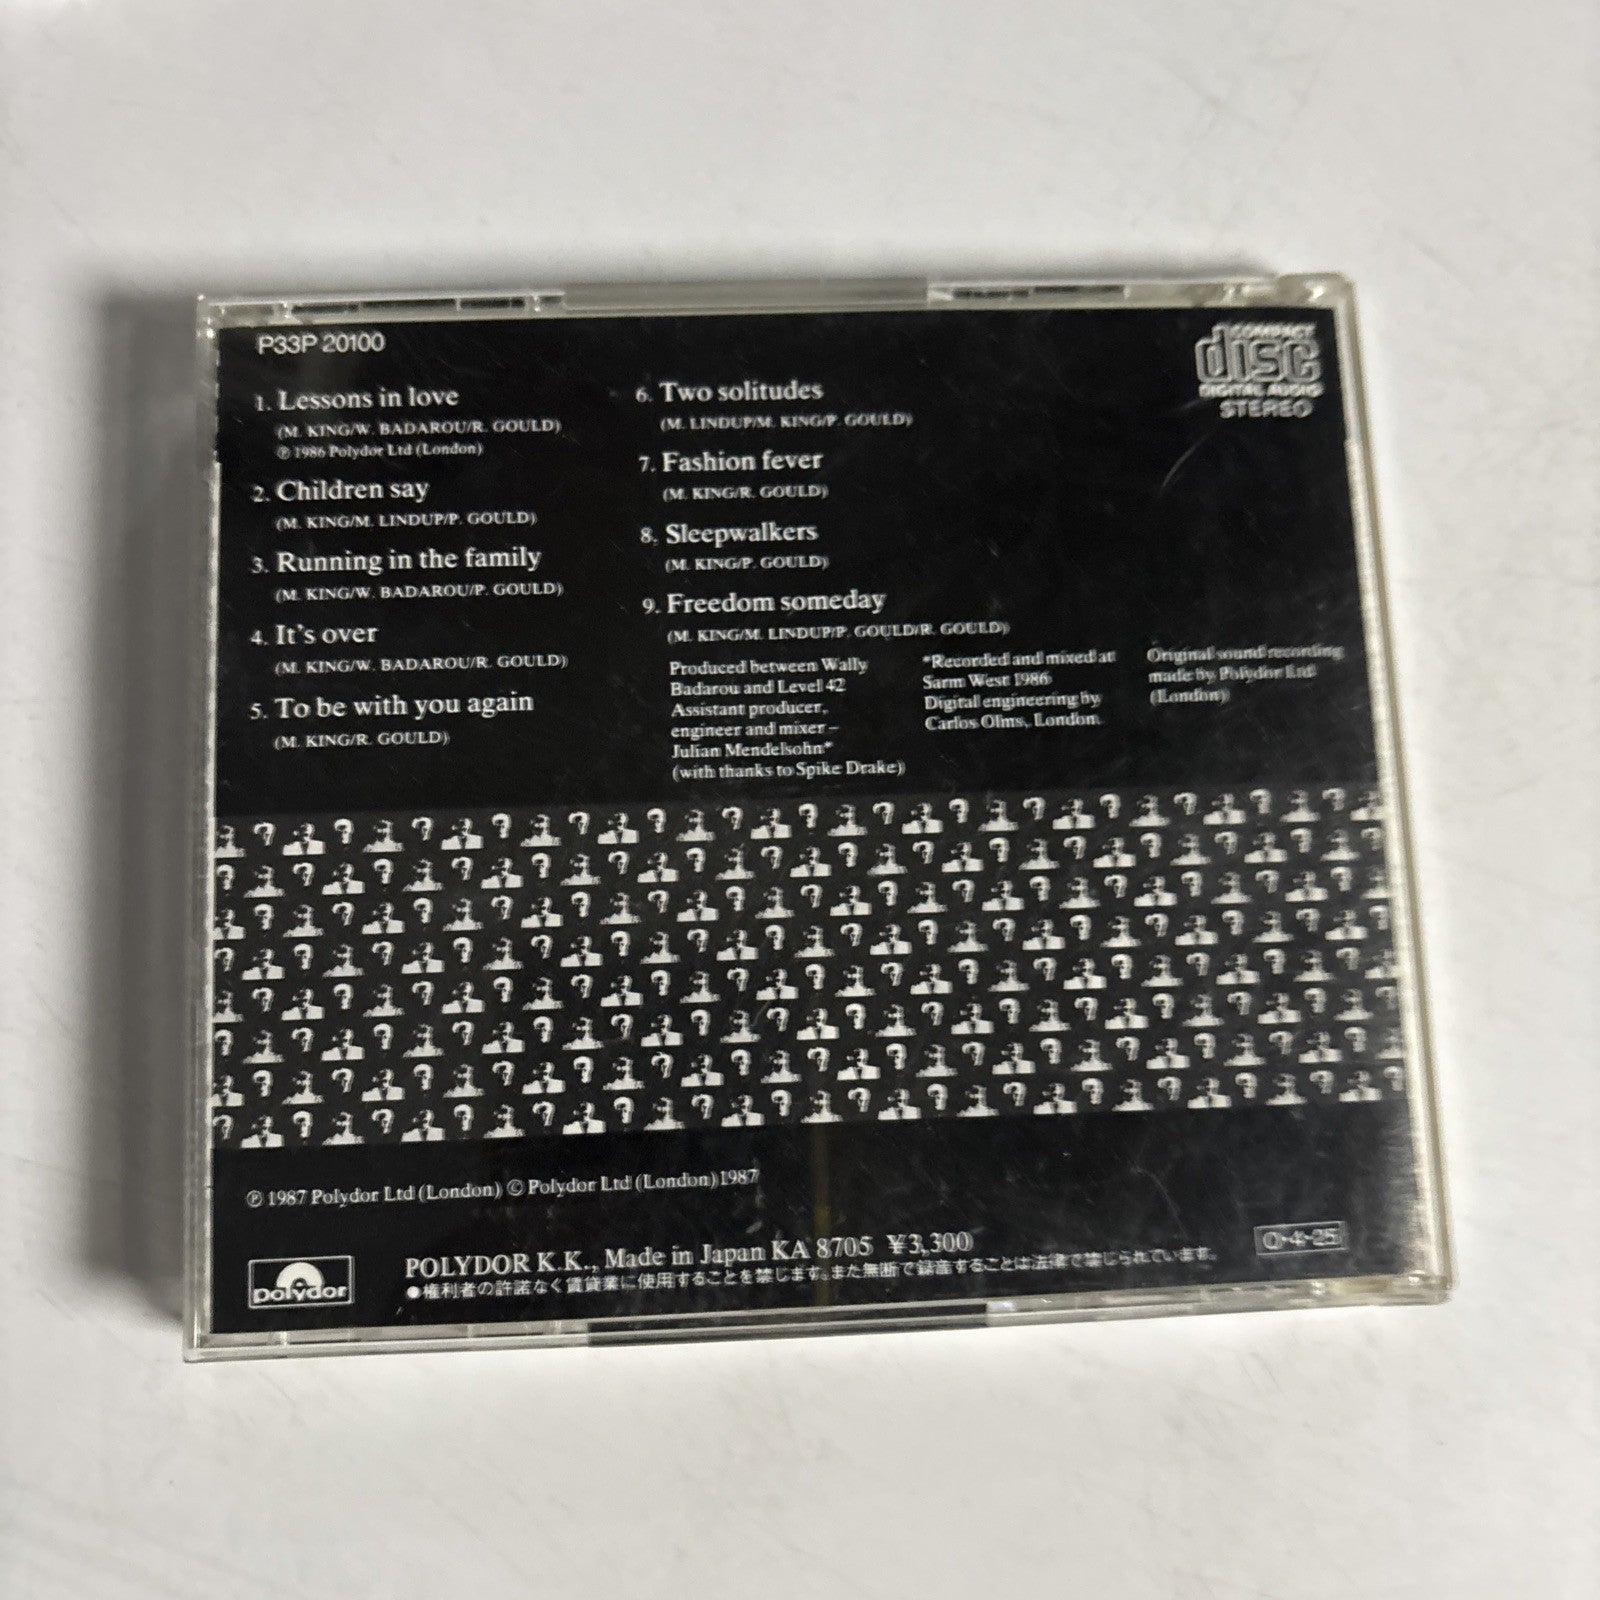 P33P 20100
COMPACT
disc
DIGITAL AUDIO
STEREO
1. Lessons in love
(M. KING/W. BADAROU/R. GOULD)
℗ 1986 Polydor Ltd (London)
2. Children say
(M. KING/M. LINDUP/P. GOULD)
3. Running in the family
(M. KING/W. BADAROU/P. GOULD)
4. It's over
(M. KING/W. BADAROU/R. GOULD)
5. To be with you again
(M. KING/R. GOULD)
6. Two solitudes
(M. LINDUP/M. KING/P. GOULD)
7. Fashion fever
(M. KING/R. GOULD)
8. Sleepwalkers
(M. KING/P. GOULD)
9. Freedom someday
(M. KING/M. LINDUP/P. GOULD/R. GOULD)
Produced between Wally
Badarou and Level 42
Assistant producer,
engineer and mixer –
Julian Mendelsohn*
(with thanks to Spike Drake)
*Recorded and mixed at
Sarm West 1986
Digital engineering by
Carlos Olms, London.
Original sound recording
made by Polydor Ltd
(London)
℗ 1987 Polydor Ltd (London) © Polydor Ltd (London) 1987
polydor
POLYDOR K.K., Made in Japan KA 8705 ¥3,300
●権利者の許諾なく賃貸業に使用することを禁じます。また無断で録音することは法律で禁じられています。
O·4·25